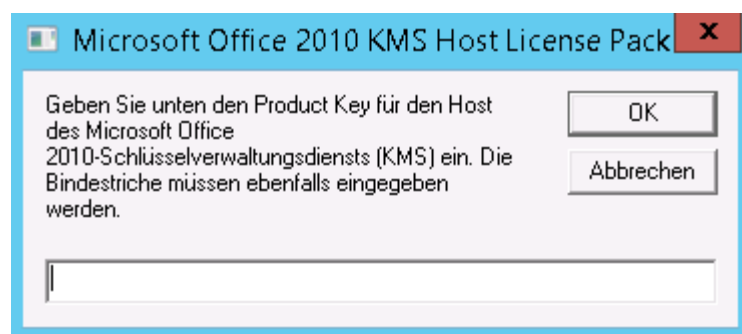 Microsoft Office 2010 KMS Host License Pack
x
Geben Sie unten den Product Key für den Host
des Microsoft Office
2010-Schlüsselverwaltungsdiensts (KMS) ein. Die
Bindestriche müssen ebenfalls eingegeben
werden.
OK
Abbrechen